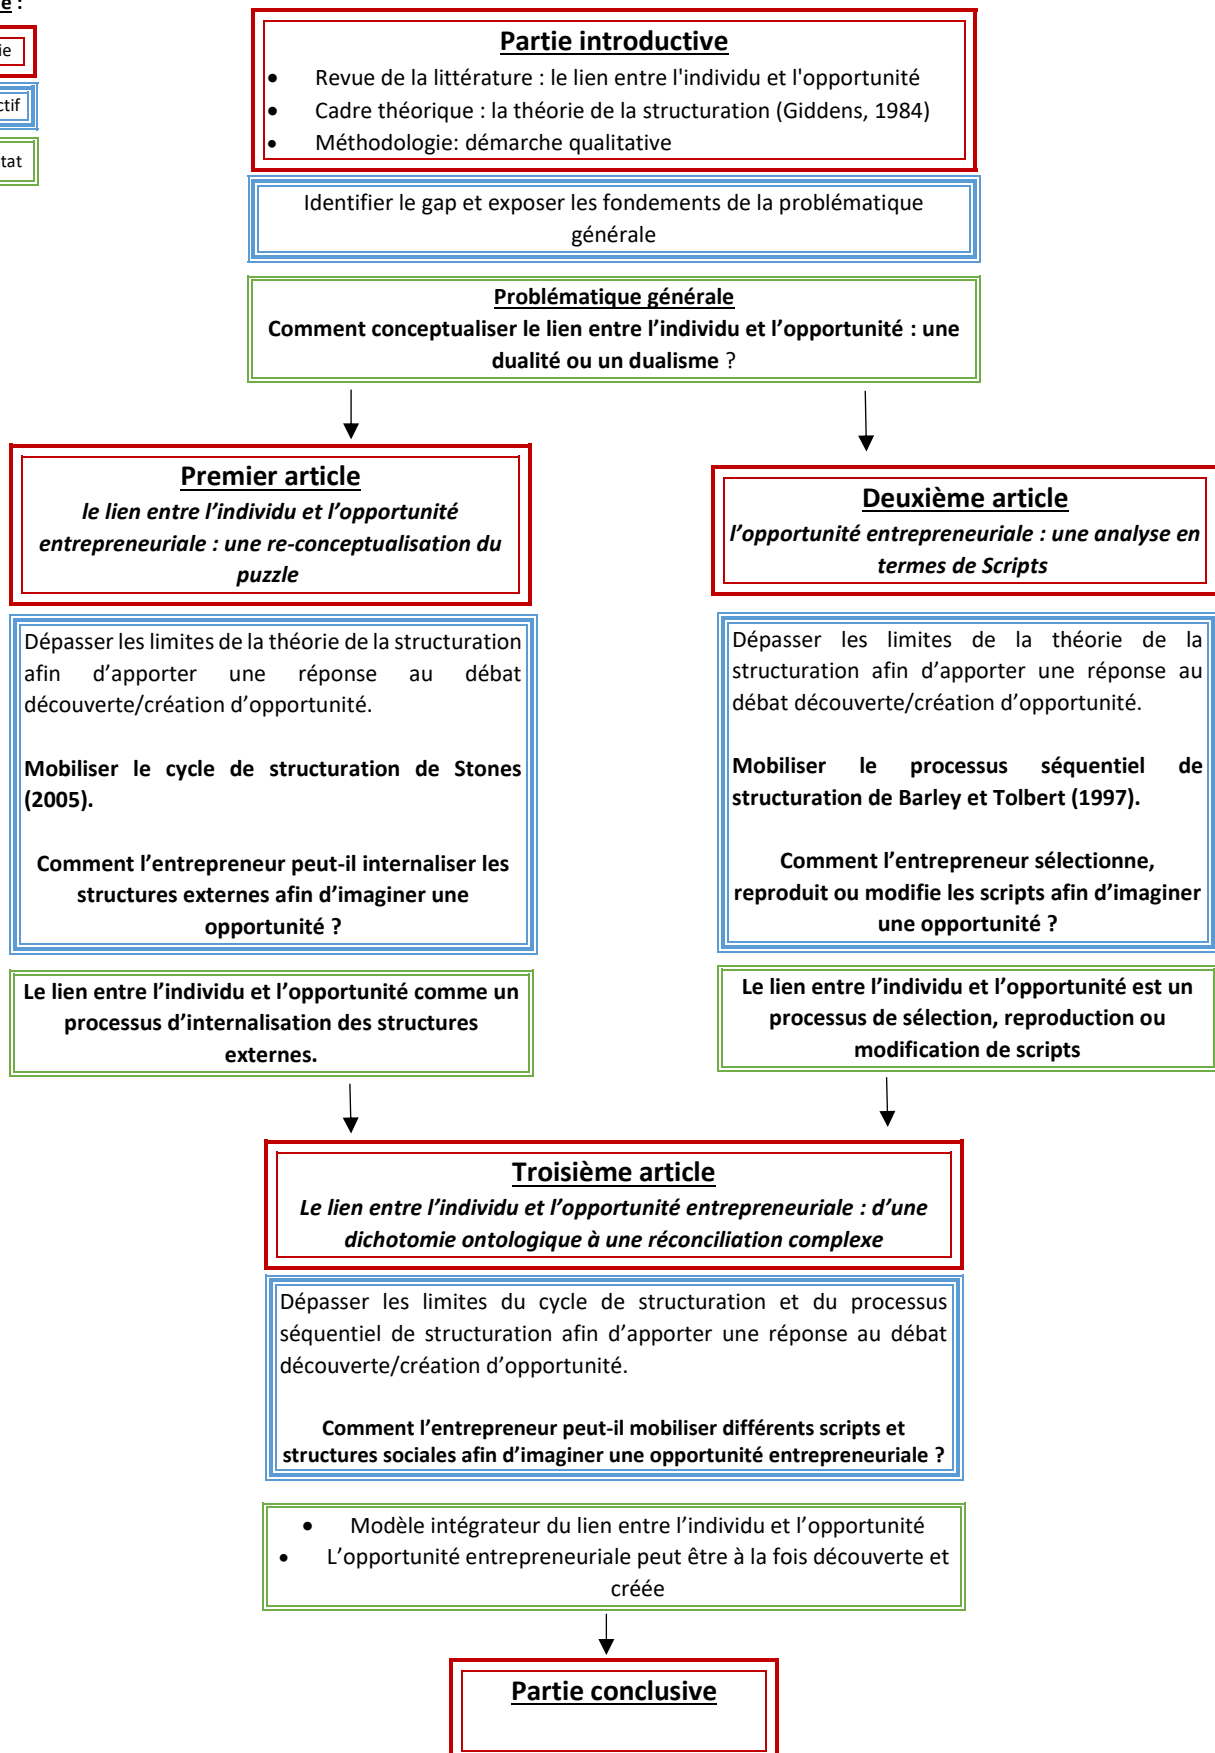 e :
ie
ctif
tat
Partie introductive
• Revue de la littérature : le lien entre l'individu et l'opportunité
• Cadre théorique : la théorie de la structuration (Giddens, 1984)
• Méthodologie: démarche qualitative
Identifier le gap et exposer les fondements de la problématique
générale
Problématique générale
Comment conceptualiser le lien entre l’individu et l’opportunité : une
dualité ou un dualisme ?
Premier article
le lien entre l’individu et l’opportunité
entrepreneuriale : une re-conceptualisation du
puzzle
Dépasser les limites de la théorie de la structuration
afin d’apporter une réponse au débat
découverte/création d’opportunité.
Mobiliser le cycle de structuration de Stones
(2005).
Comment l’entrepreneur peut-il internaliser les
structures externes afin d’imaginer une
opportunité ?
Le lien entre l’individu et l’opportunité comme un
processus d’internalisation des structures
externes.
Deuxième article
l’opportunité entrepreneuriale : une analyse en
termes de Scripts
Dépasser les limites de la théorie de la
structuration afin d’apporter une réponse au
débat découverte/création d’opportunité.
Mobiliser le processus séquentiel de
structuration de Barley et Tolbert (1997).
Comment l’entrepreneur sélectionne,
reproduit ou modifie les scripts afin d’imaginer
une opportunité ?
Le lien entre l’individu et l’opportunité est un
processus de sélection, reproduction ou
modification de scripts
Troisième article
Le lien entre l’individu et l’opportunité entrepreneuriale : d’une
dichotomie ontologique à une réconciliation complexe
Dépasser les limites du cycle de structuration et du processus
séquentiel de structuration afin d’apporter une réponse au débat
découverte/création d’opportunité.
Comment l’entrepreneur peut-il mobiliser différents scripts et
structures sociales afin d’imaginer une opportunité entrepreneuriale ?
• Modèle intégrateur du lien entre l’individu et l’opportunité
• L’opportunité entrepreneuriale peut être à la fois découverte et
créée
Partie conclusive